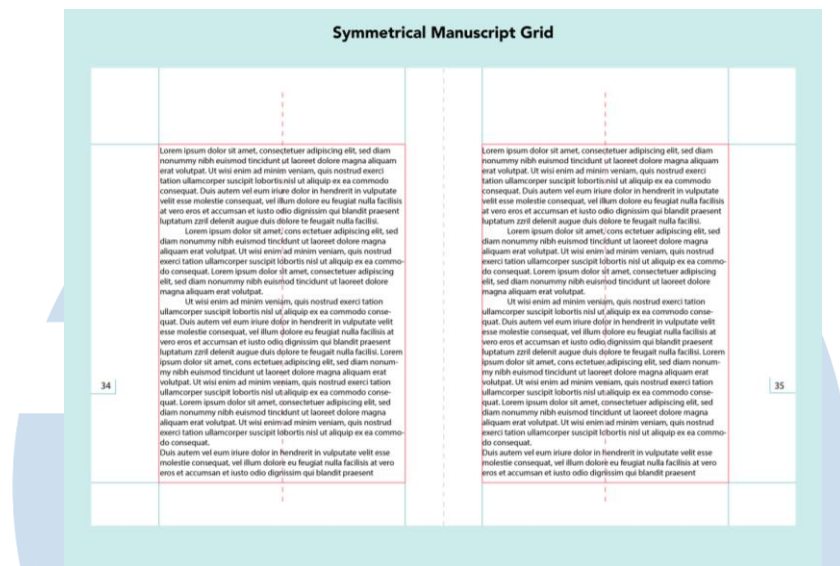 Symmetrical Manuscript Grid
Lorem ipsum dolor sit amet, consectetuer adipiscing elit, sed diam
nonummy nibh euismod tincidunt ut laoreet dolore magna aliquam
erat volutpat. Ut wisi enim ad minim veniam, quis nostrud exerci
tation ullamcorper suscipit lobortis nisl ut aliquip ex ea commodo
consequat. Duis autem vel eum iriure dolor in hendrerit in vulputate
velit esse molestie consequat, vel illum dolore eu feugiat nulla facilisis
at vero eros et accumsan et iusto odio dignissim qui blandit praesent
luptatum zzril delenit augue duis dolore te feugait nulla facilisi.
Lorem ipsum dolor sit amet, cons ectetuer adipiscing elit, sed
diam nonummy nibh euismod tincidunt ut laoreet dolore magna
aliquam erat volutpat. Ut wisi enim ad minim veniam, quis nostrud
exerci tation ullamcorper suscipit lobortis nisl ut aliquip ex ea commo-
do consequat. Lorem ipsum dolor sit amet, consectetuer adipiscing
elit, sed diam nonummy nibh euismod tincidunt ut laoreet dolore
magna aliquam erat volutpat.
Ut wisi enim ad minim veniam, quis nostrud exerci tation
ullamcorper suscipit lobortis nisl ut aliquip ex ea commodo conse-
quat. Duis autem vel eum iriure dolor in hendrerit in vulputate velit
esse molestie consequat, vel illum dolore eu feugiat nulla facilisis at
vero eros et accumsan et iusto odio dignissim qui blandit praesent
luptatum zzril delenit augue duis dolore te feugait nulla facilisi. Lorem
ipsum dolor sit amet, cons ectetuer adipiscing elit, sed diam nonum-
my nibh euismod tincidunt ut laoreet dolore magna aliquam erat
volutpat. Ut wisi enim ad minim veniam, quis nostrud exerci tation
ullamcorper suscipit lobortis nisl ut aliquip ex ea commodo conse-
quat. Lorem ipsum dolor sit amet, consectetuer adipiscing elit, sed
diam nonummy nibh euismod tincidunt ut laoreet dolore magna
aliquam erat volutpat. Ut wisi enim ad minim veniam, quis nostrud
exerci tation ullamcorper suscipit lobortis nisl ut aliquip ex ea commo-
do consequat.
Duis autem vel eum iriure dolor in hendrerit in vulputate velit esse
molestie consequat, vel illum dolore eu feugiat nulla facilisis at vero
eros et accumsan et iusto odio dignissim qui blandit praesent
34
Lorem ipsum dolor sit amet, consectetuer adipiscing elit, sed diam
nonummy nibh euismod tincidunt ut laoreet dolore magna aliquam
erat volutpat. Ut wisi enim ad minim veniam, quis nostrud exerci
tation ullamcorper suscipit lobortis nisl ut aliquip ex ea commodo
consequat. Duis autem vel eum iriure dolor in hendrerit in vulputate
velit esse molestie consequat, vel illum dolore eu feugiat nulla facilisis
at vero eros et accumsan et iusto odio dignissim qui blandit praesent
luptatum zzril delenit augue duis dolore te feugait nulla facilisi.
Lorem ipsum dolor sit amet, cons ectetuer adipiscing elit, sed
diam nonummy nibh euismod tincidunt ut laoreet dolore magna
aliquam erat volutpat. Ut wisi enim ad minim veniam, quis nostrud
exerci tation ullamcorper suscipit lobortis nisl ut aliquip ex ea commo-
do consequat. Lorem ipsum dolor sit amet, consectetuer adipiscing
elit, sed diam nonummy nibh euismod tincidunt ut laoreet dolore
magna aliquam erat volutpat.
Ut wisi enim ad minim veniam, quis nostrud exerci tation
ullamcorper suscipit lobortis nisl ut aliquip ex ea commodo conse-
quat. Duis autem vel eum iriure dolor in hendrerit in vulputate velit
esse molestie consequat, vel illum dolore eu feugiat nulla facilisis at
vero eros et accumsan et iusto odio dignissim qui blandit praesent
luptatum zzril delenit augue duis dolore te feugait nulla facilisi. Lorem
ipsum dolor sit amet, cons ectetuer adipiscing elit, sed diam nonum-
my nibh euismod tincidunt ut laoreet dolore magna aliquam erat
volutpat. Ut wisi enim ad minim veniam, quis nostrud exerci tation
ullamcorper suscipit lobortis nisl ut aliquip ex ea commodo conse-
quat. Lorem ipsum dolor sit amet, consectetuer adipiscing elit, sed
diam nonummy nibh euismod tincidunt ut laoreet dolore magna
aliquam erat volutpat. Ut wisi enim ad minim veniam, quis nostrud
exerci tation ullamcorper suscipit lobortis nisl ut aliquip ex ea commo-
do consequat.
Duis autem vel eum iriure dolor in hendrerit in vulputate velit esse
molestie consequat, vel illum dolore eu feugiat nulla facilisis at vero
eros et accumsan et iusto odio dignissim qui blandit praesent
35